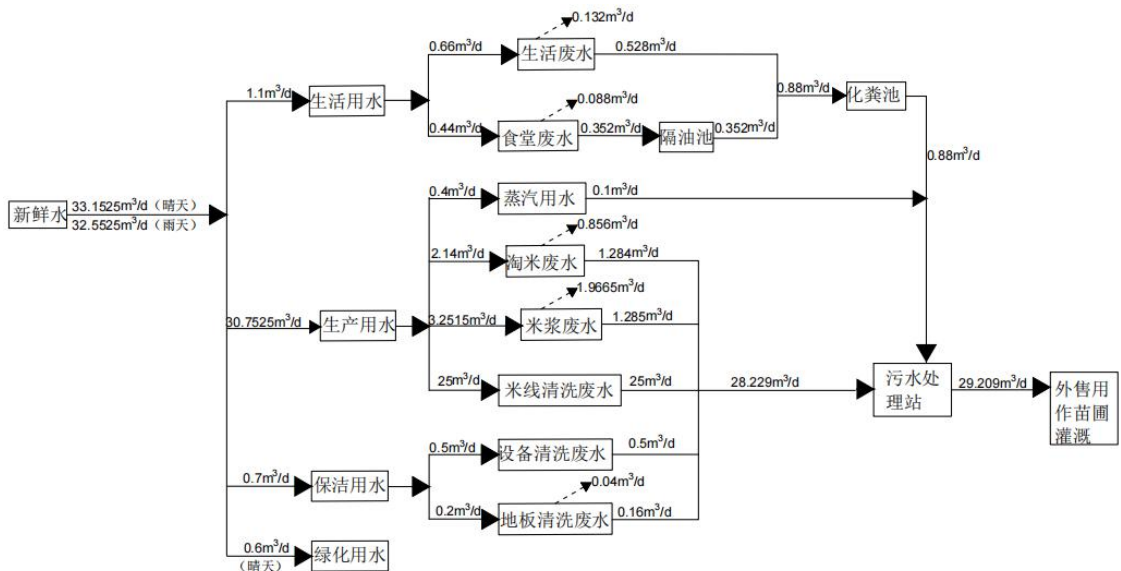 0.132m³/d
0.66m³/d
生活废水
0.528m³/d
1.1m³/d
生活用水
0.088m³/d
0.88m³/d
化粪池
0.44m³/d
食堂废水
0.352m³/d
隔油池
0.352m³/d
0.88m³/d
新鲜水
33.1525m³/d（晴天）
32.5525m³/d（雨天）
0.4m³/d
蒸汽用水
0.1m³/d
0.856m³/d
2.14m³/d
淘米废水
1.284m³/d
1.9665m³/d
30.7525m³/d
生产用水
3.2515m³/d
米浆废水
1.285m³/d
25m³/d
米线清洗废水
25m³/d
28.229m³/d
污水处
理站
29.209m³/d
外售用
作苗圃
灌溉
0.5m³/d
设备清洗废水
0.5m³/d
0.7m³/d
保洁用水
0.04m³/d
0.2m³/d
地板清洗废水
0.16m³/d
0.6m³/d
（晴天）
绿化用水